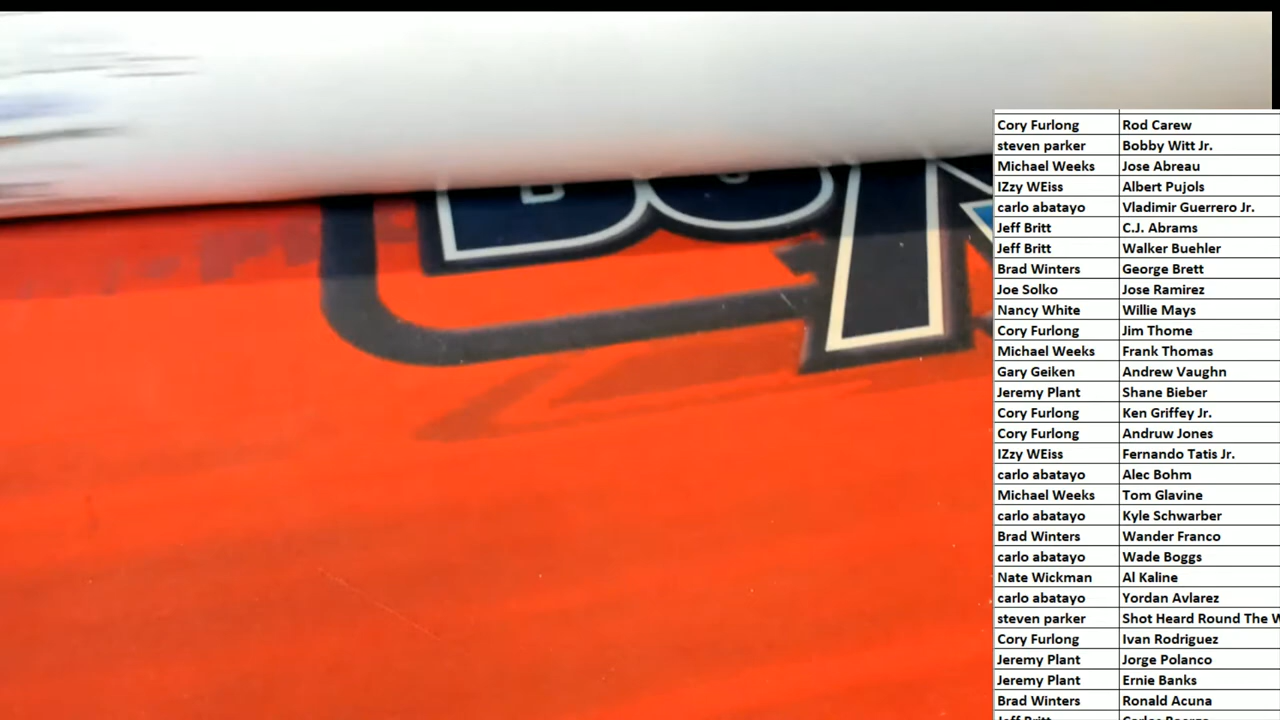 Cory Furlong Rod Carew
steven parker Bobby Witt Jr.
Michael Weeks Jose Abreau
IZzy WEiss Albert Pujols
carlo abatayo Vladimir Guerrero Jr.
Jeff Britt C.J. Abrams
Jeff Britt Walker Buehler
Brad Winters George Brett
Joe Solko Jose Ramirez
Nancy White Willie Mays
Cory Furlong Jim Thome
Michael Weeks Frank Thomas
Gary Geiken Andrew Vaughn
Jeremy Plant Shane Bieber
Cory Furlong Ken Griffey Jr.
Cory Furlong Andruw Jones
IZzy WEiss Fernando Tatis Jr.
carlo abatayo Alec Bohm
Michael Weeks Tom Glavine
carlo abatayo Kyle Schwarber
Brad Winters Wander Franco
carlo abatayo Wade Boggs
Nate Wickman Al Kaline
carlo abatayo Yordan Avlarez
steven parker Shot Heard Round The W
Cory Furlong Ivan Rodriguez
Jeremy Plant Jorge Polanco
Jeremy Plant Ernie Banks
Brad Winters Ronald Acuna